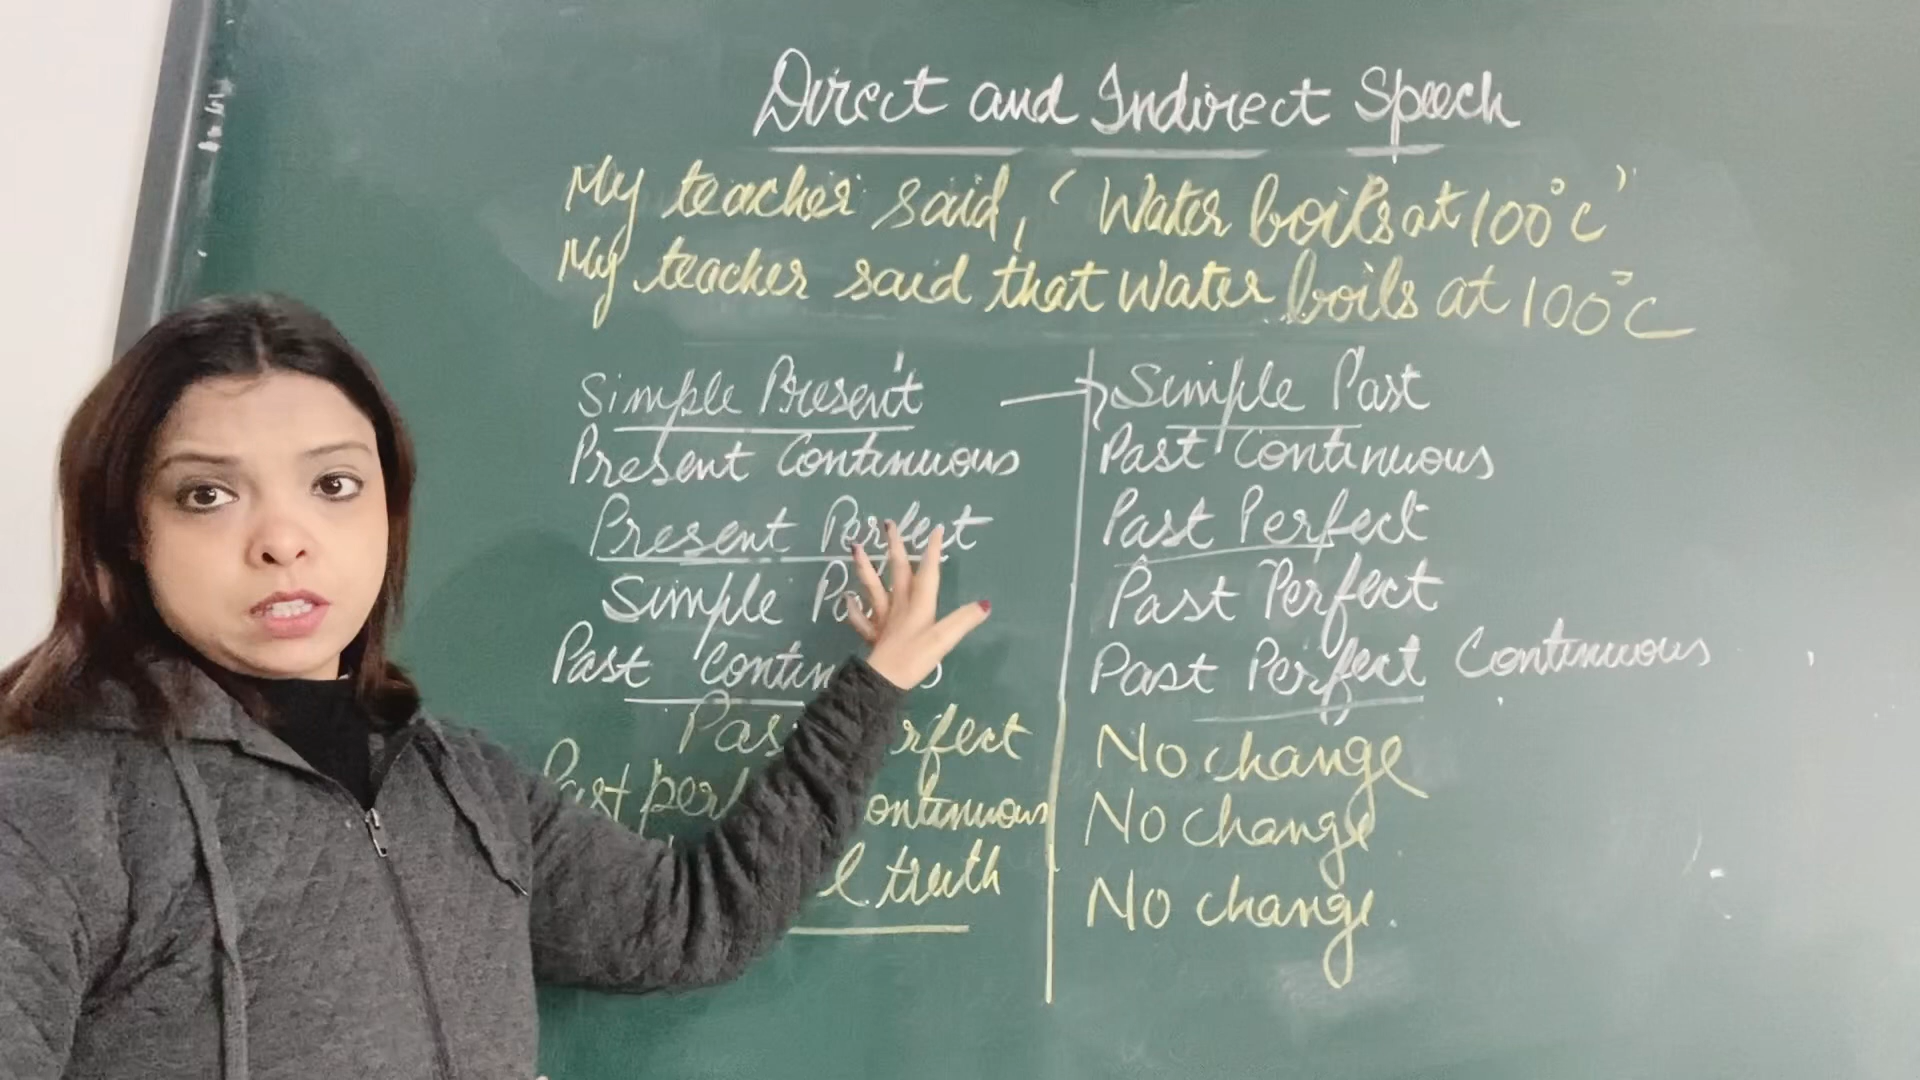 Direct and Indirect Speech
My teacher said, ‘Water boils at 100°C’
My teacher said that Water boils at 100°C
Simple Present → Simple Past
Present Continuous Past Continuous
Present Perfect Past Perfect
Simple Past Perfect
Past Past Perfect Continuous
No change
No change
truth No change.